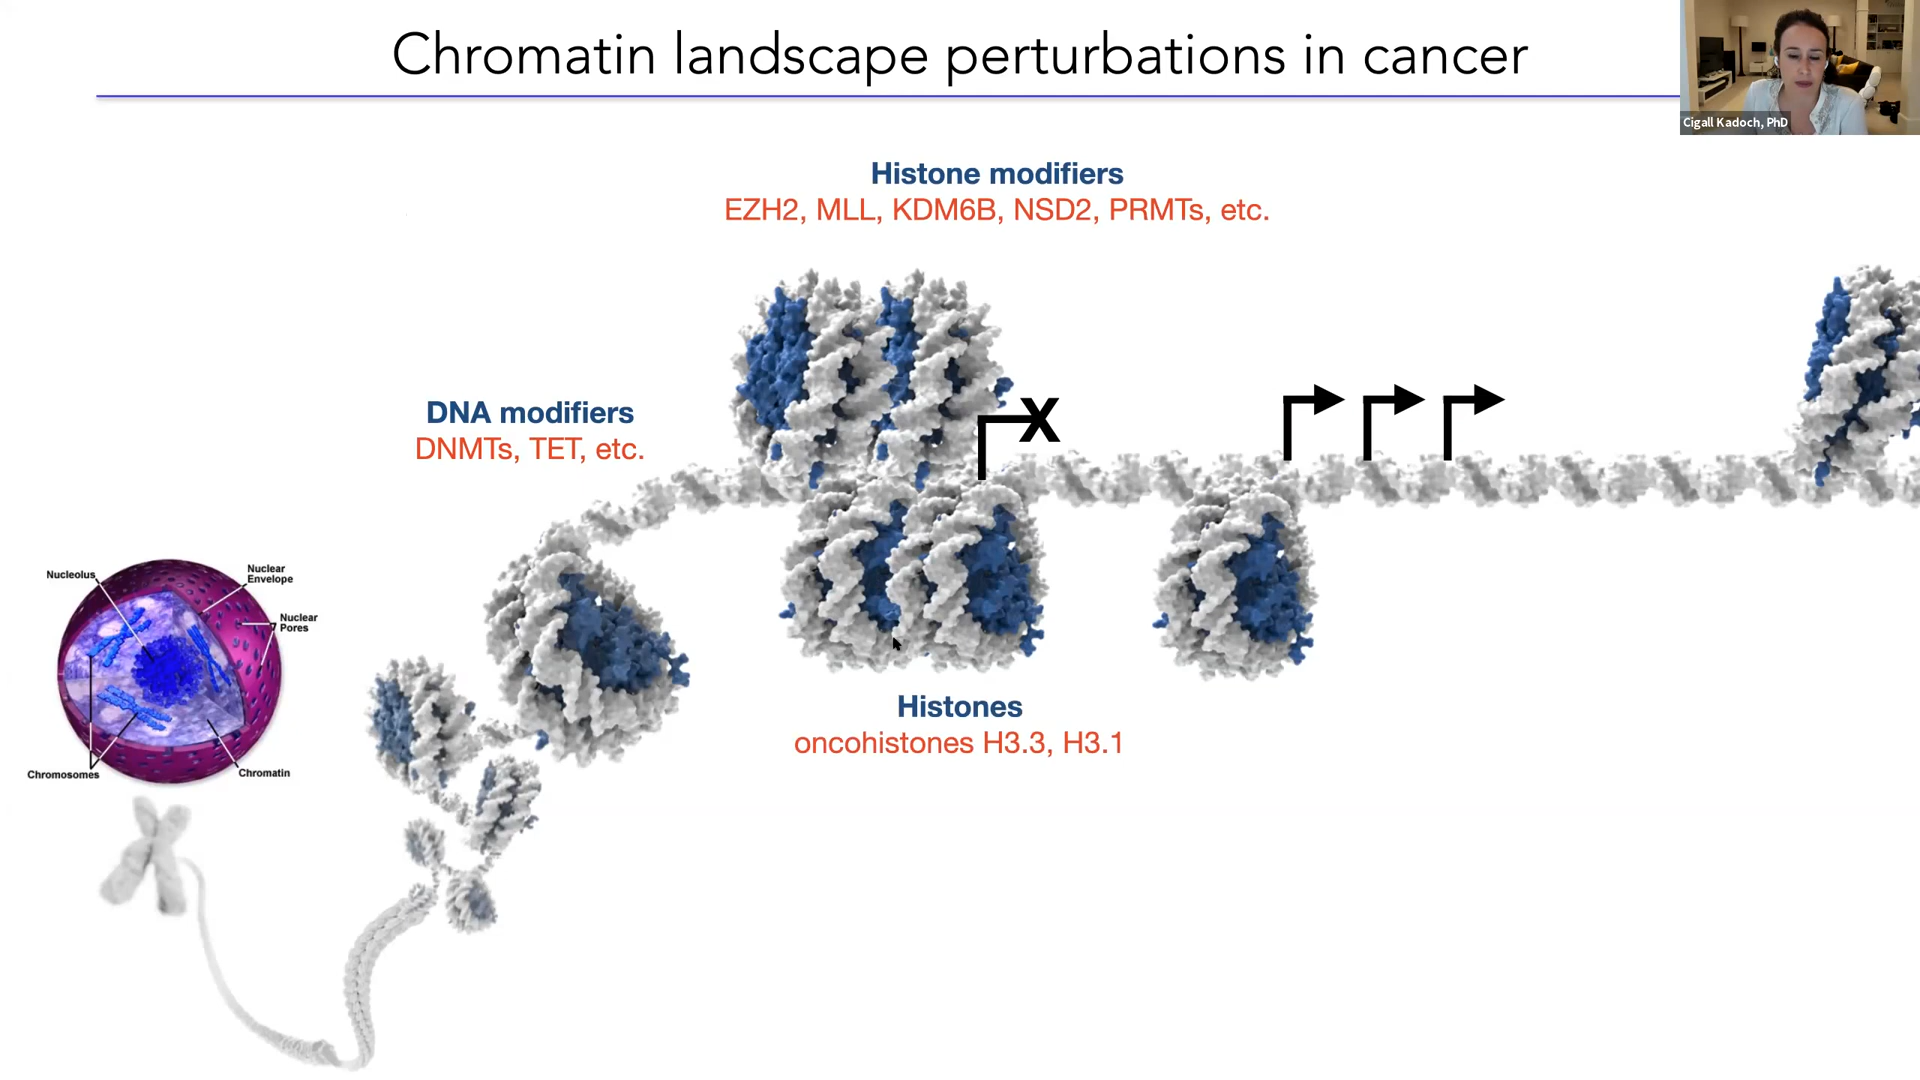 Chromatin landscape perturbations in cancer
Cigall Kadoch, PhD
Histone modifiers
EZH2, MLL, KDM6B, NSD2, PRMTs, etc.
X
DNA modifiers
DNMTs, TET, etc.
Nucleolus
Nuclear
Envelope
Nuclear
Pores
Chromosomes
Chromatin
Histones
oncohistones H3.3, H3.1